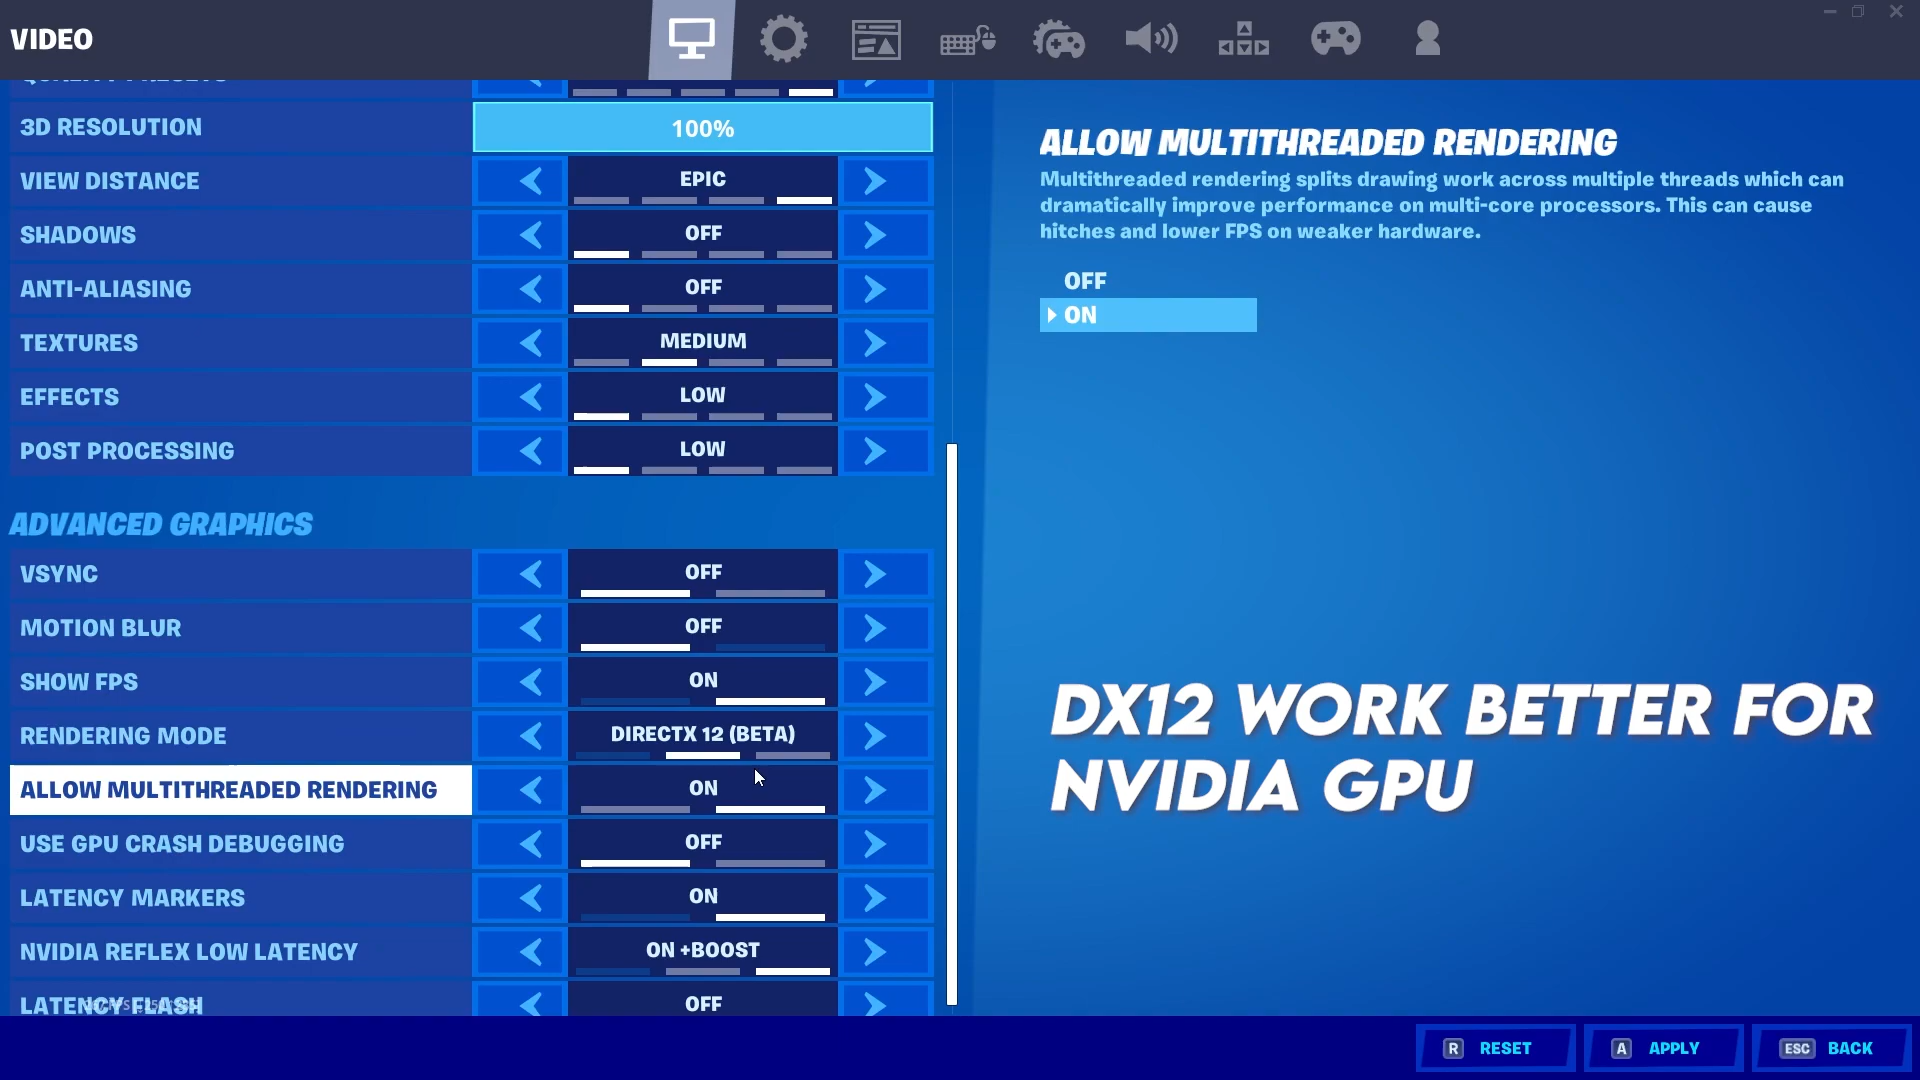 VIDEO
QUALITY PRESETS
3D RESOLUTION 100%
VIEW DISTANCE EPIC
SHADOWS OFF
ANTI-ALIASING OFF
TEXTURES MEDIUM
EFFECTS LOW
POST PROCESSING LOW
ADVANCED GRAPHICS
VSYNC OFF
MOTION BLUR OFF
SHOW FPS ON
RENDERING MODE DIRECTX 12 (BETA)
ALLOW MULTITHREADED RENDERING ON
USE GPU CRASH DEBUGGING OFF
LATENCY MARKERS ON
NVIDIA REFLEX LOW LATENCY ON +BOOST
LATENCY FLASH OFF
ALLOW MULTITHREADED RENDERING
Multithreaded rendering splits drawing work across multiple threads which can
dramatically improve performance on multi-core processors. This can cause
hitches and lower FPS on weaker hardware.
OFF
ON
DX12 WORK BETTER FOR
NVIDIA GPU
R RESET A APPLY ESC BACK